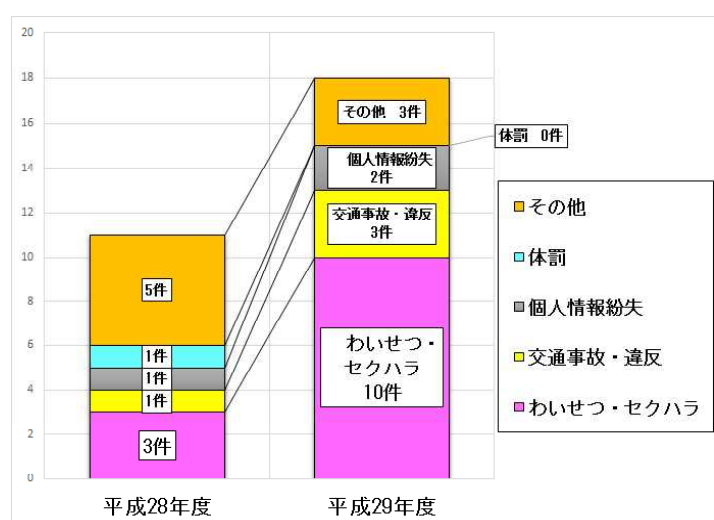 20
18
16
14
12
10
8
6
4
2
0
5件
1件
1件
1件
3件
その他 3件
個人情報紛失
2件
交通事故・違反
3件
わいせつ・
セクハラ
10件
体罰 0件
その他
体罰
個人情報紛失
交通事故・違反
わいせつ・セクハラ
平成28年度
平成29年度